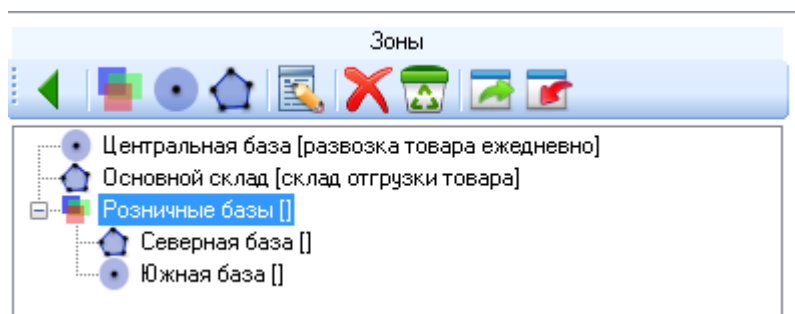 Зоны
Центральная база [развозка товара ежедневно]
Основной склад [склад отгрузки товара]
Розничные базы []
Северная база []
Южная база []